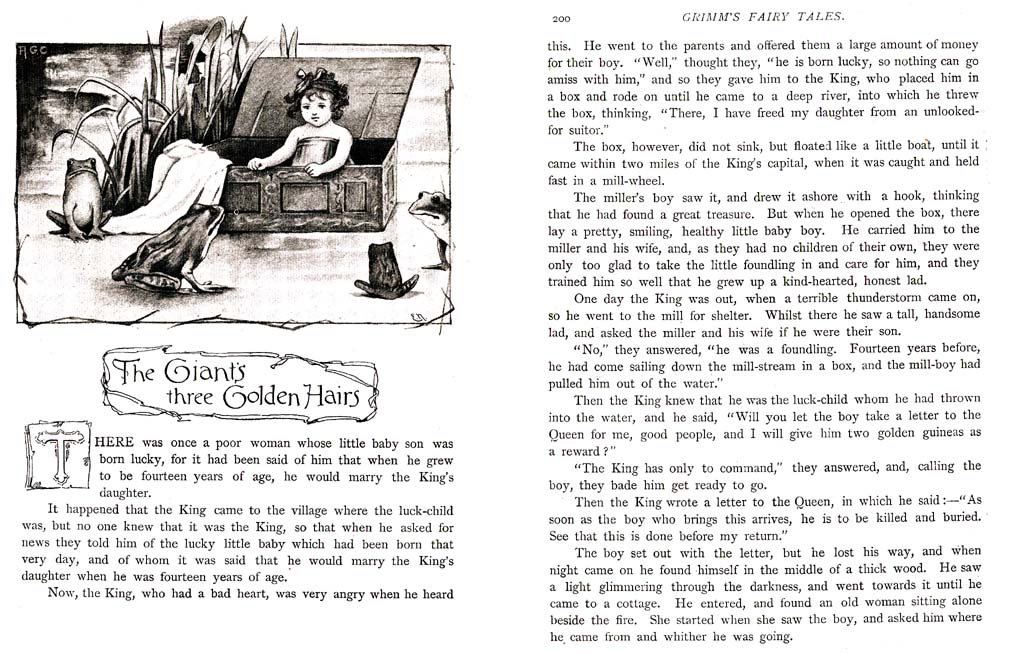 A G C
The Giant's
three Golden Hairs
THERE was once a poor woman whose little baby son was
born lucky, for it had been said of him that when he grew
to be fourteen years of age, he would marry the King's
daughter.
It happened that the King came to the village where the luck-child
was, but no one knew that it was the King, so that when he asked for
news they told him of the lucky little baby which had been born that
very day, and of whom it was said that he would marry the King's
daughter when he was fourteen years of age.
Now, the King, who had a bad heart, was very angry when he heard
200 GRIMM'S FAIRY TALES.
this. He went to the parents and offered them a large amount of money
for their boy. “Well,” thought they, “he is born lucky, so nothing can go
amiss with him,” and so they gave him to the King, who placed him in
a box and rode on until he came to a deep river, into which he threw
the box, thinking, “There, I have freed my daughter from an unlooked-
for suitor.”
The box, however, did not sink, but floated like a little boat, until it
came within two miles of the King's capital, when it was caught and held
fast in a mill-wheel.
The miller's boy saw it, and drew it ashore with a hook, thinking
that he had found a great treasure. But when he opened the box, there
lay a pretty, smiling, healthy little baby boy. He carried him to the
miller and his wife, and, as they had no children of their own, they were
only too glad to take the little foundling in and care for him, and they
trained him so well that he grew up a kind-hearted, honest lad.
One day the King was out, when a terrible thunderstorm came on,
so he went to the mill for shelter. Whilst there he saw a tall, handsome
lad, and asked the miller and his wife if he were their son.
“No,” they answered, “he was a foundling. Fourteen years before,
he had come sailing down the mill-stream in a box, and the mill-boy had
pulled him out of the water.”
Then the King knew that he was the luck-child whom he had thrown
into the water, and he said, “Will you let the boy take a letter to the
Queen for me, good people, and I will give him two golden guineas as
a reward?”
“The King has only to command,” they answered, and, calling the
boy, they bade him get ready to go.
Then the King wrote a letter to the Queen, in which he said:—“As
soon as the boy who brings this arrives, he is to be killed and buried.
See that this is done before my return.”
The boy set out with the letter, but he lost his way, and when
night came on he found himself in the middle of a thick wood. He saw
a light glimmering through the darkness, and went towards it until he
came to a cottage. He entered, and found an old woman sitting alone
beside the fire. She started when she saw the boy, and asked him where
he came from and whither he was going.